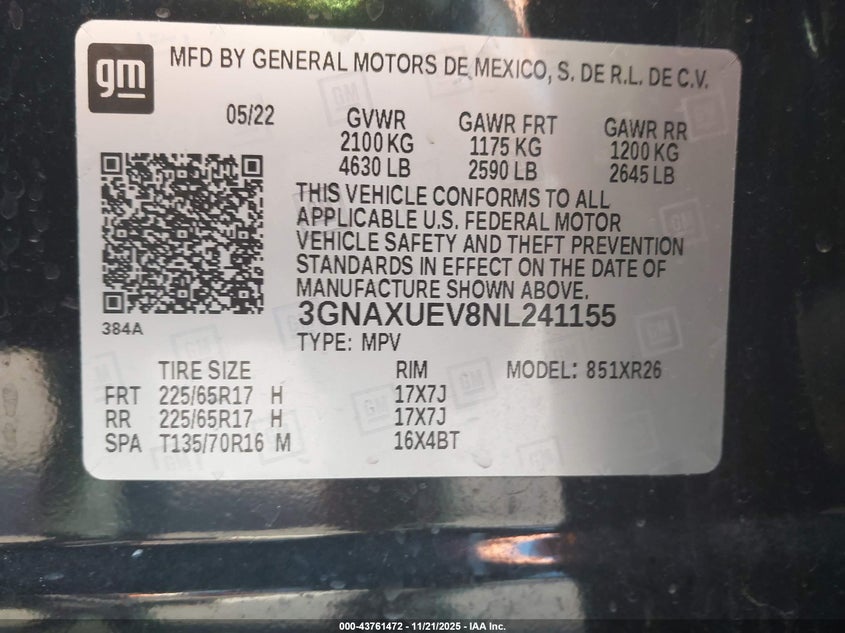 gm
MFD BY GENERAL MOTORS DE MEXICO, S. DE R.L. DE C.V.
05/22
GVWR GAWR FRT GAWR RR
2100 KG 1175 KG 1200 KG
4630 LB 2590 LB 2645 LB
THIS VEHICLE CONFORMS TO ALL
APPLICABLE U.S. FEDERAL MOTOR
VEHICLE SAFETY AND THEFT PREVENTION
STANDARDS IN EFFECT ON THE DATE OF
MANUFACTURE SHOWN ABOVE.
3GNAXUEV8NL241155
384A
TYPE: MPV
TIRE SIZE RIM MODEL: 851XR26
FRT 225/65R17 H 17X7J
RR 225/65R17 H 17X7J
SPA T135/70R16 M 16X4BT
000-43761472 - 11/21/2025 - IAA Inc.